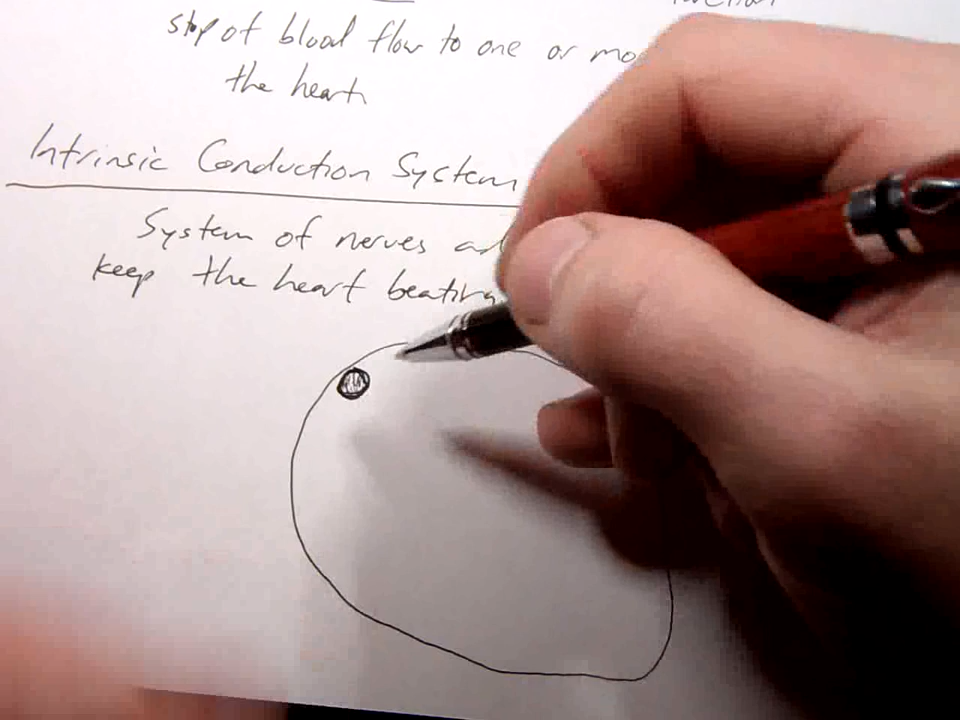 stop of blood flow to one or mo
the heart
Intrinsic Conduction System
System of nerves
keep the heart beating